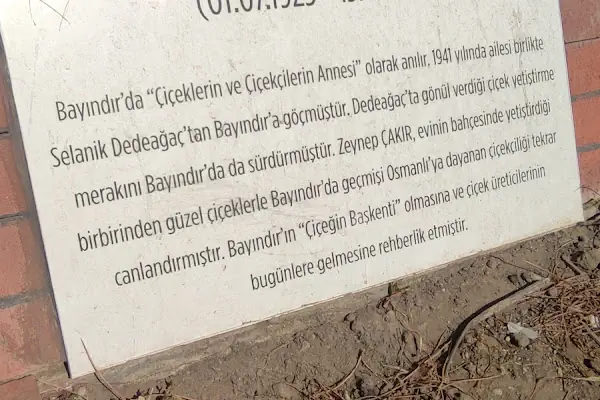 (01.07.1925
Bayındır’da “Çiçeklerin ve Çiçekçilerin Annesi” olarak anılır. 1941 yılında ailesi birlikte
Selanik Dedeağaç’tan Bayındır’a göçmüştür. Dedeağaç’ta gönül verdiği çiçek yetiştirme
merakını Bayındır’da da sürdürmüştür. Zeynep ÇAKIR, evinin bahçesinde yetiştirdiği
birbirinden güzel çiçeklerle Bayındır’da geçmişi Osmanlı’ya dayanan çiçekçiliği tekrar
canlandırmıştır. Bayındır’ın “Çiçeğin Başkenti” olmasına ve çiçek üreticilerinin
bugünlere gelmesine rehberlik etmiştir.